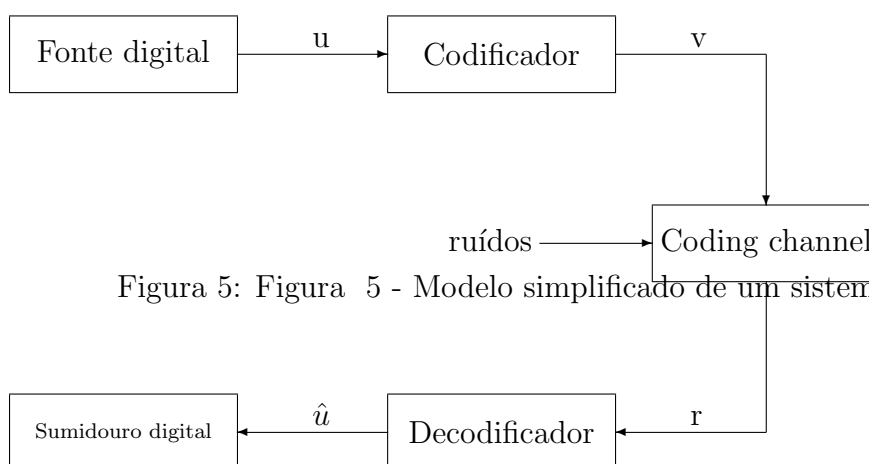 Fonte digital
u
Codificador
v
ruídos
Coding channel
Figura 5: Figura 5 - Modelo simplificado de um sistem
Sumidouro digital
û
Decodificador
r